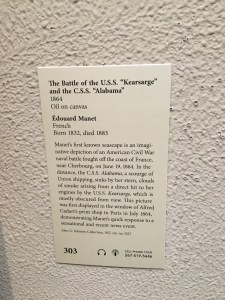 The Battle of the U.S.S. “Kearsarge”
and the C.S.S. “Alabama”
1864
Oil on canvas
Édouard Manet
French
Born 1832, died 1883
Manet's first known seascape is an imagi-
native depiction of an American Civil War
naval battle fought off the coast of France,
near Cherbourg, on June 19, 1864. In the
distance, the C.S.S. Alabama, a scourge of
Union shipping, sinks by her stern, clouds
of smoke arising from a direct hit to her
engines by the U.S.S. Kearsarge, which is
mostly obscured from view. This picture
was first displayed in the window of Alfred
Cadart's print shop in Paris in July 1864,
demonstrating Manet's quick response to a
sensational and recent news event.
John G. Johnson Collection,
303